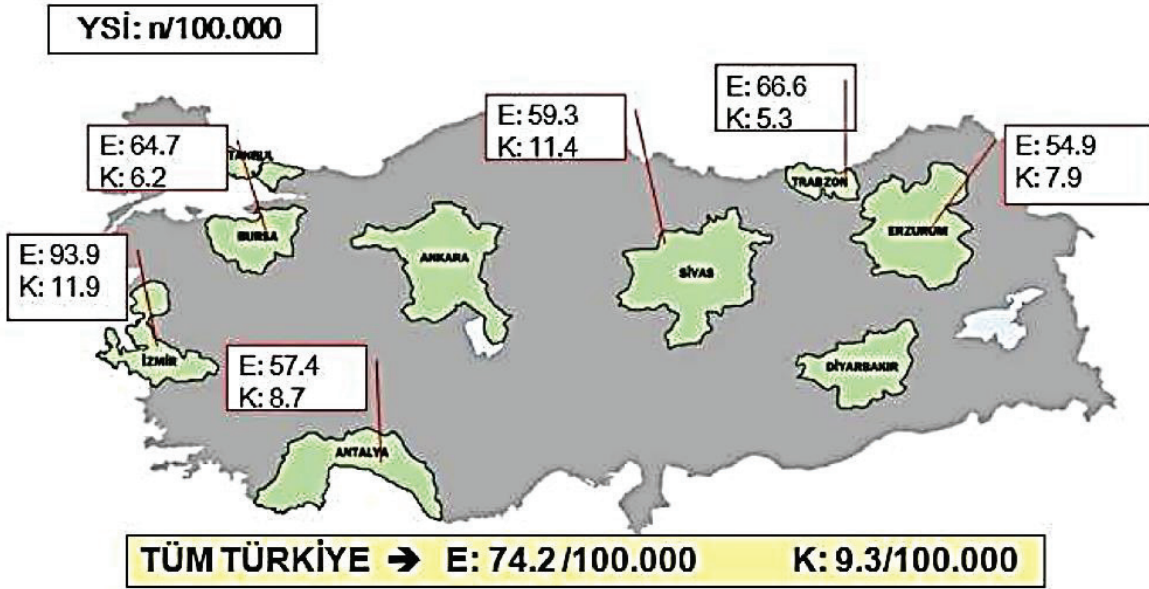 YSİ: n/100.000
E: 66.6
K: 5.3
E: 59.3
K: 11.4
E: 64.7
K: 6.2
E: 54.9
K: 7.9
TRABZON
BURSA
ERZURUM
ANKARA
SİVAS
E: 93.9
K: 11.9
İZMİR
DİYARBAKIR
E: 57.4
K: 8.7
ANTALYA
TÜM TÜRKİYE ➔ E: 74.2/100.000 K: 9.3/100.000